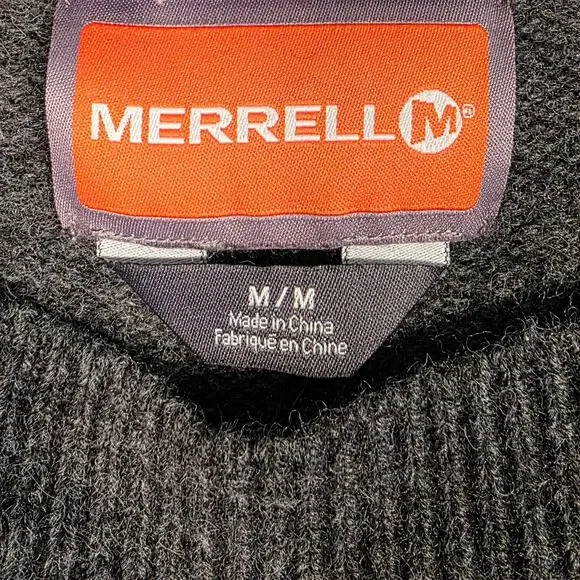 MERRELL M®
M/M
Made in China
Fabriqué en Chine